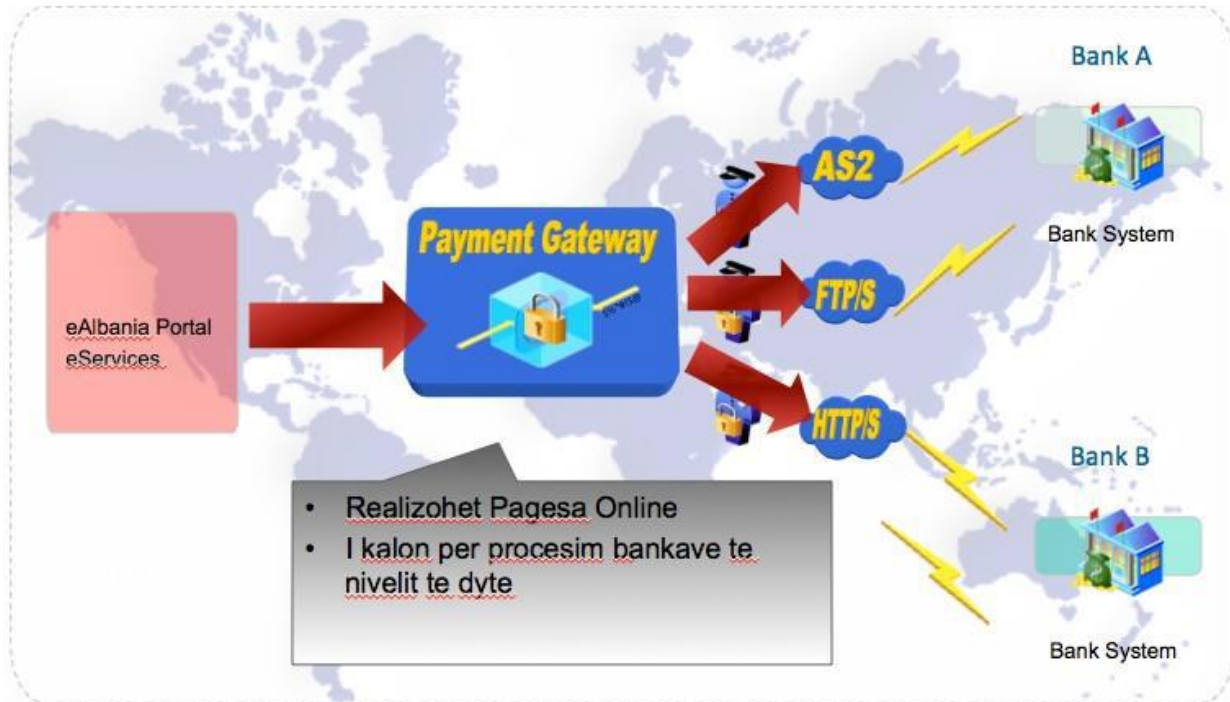 Bank A
AS2
Bank System
Payment Gateway
FTP/S
eAlbania Portal
eServices
HTTP/S
Bank B
• Realizohet Pagesa Online
• I kalon per procesim bankave te
nivelit te dyte
Bank System